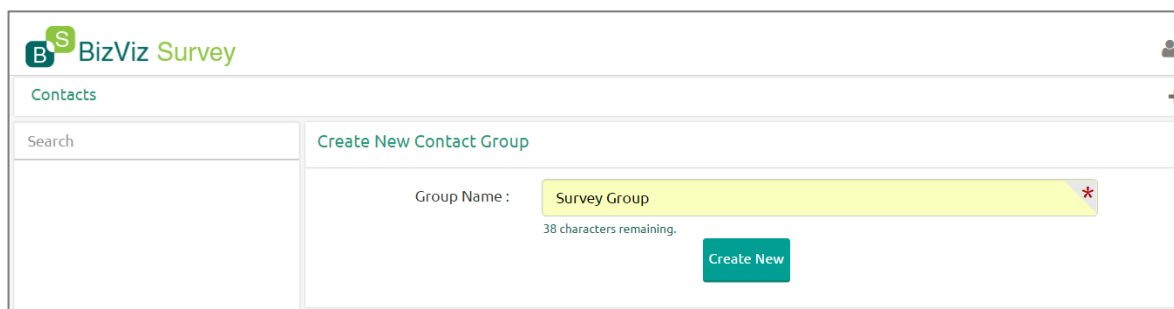 BS BizViz Survey
Contacts
Search
Create New Contact Group
Group Name :
Survey Group
*
38 characters remaining.
Create New